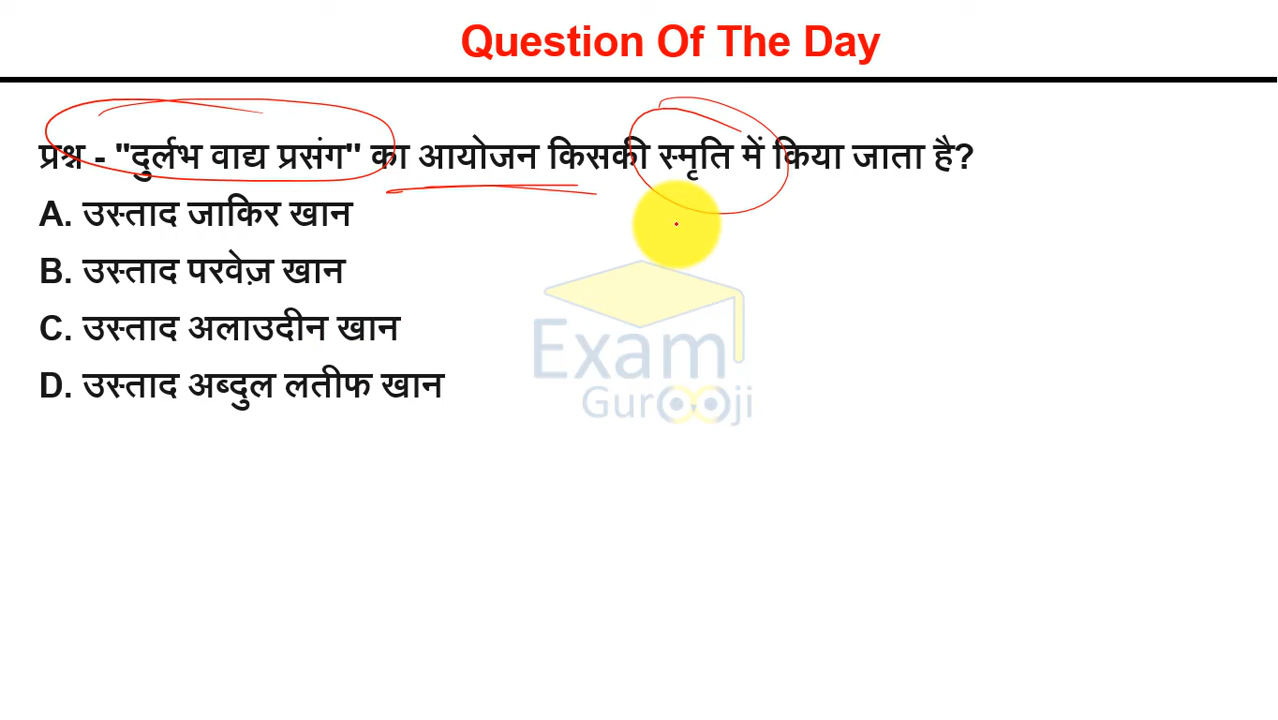 Question Of The Day
प्रश्न - "दुर्लभ वाद्य प्रसंग" का आयोजन किसकी स्मृति में किया जाता है?
A. उस्ताद जाकिर खान
B. उस्ताद परवेज़ खान
C. उस्ताद अलाउदीन खान
D. उस्ताद अब्दुल लतीफ खान
Exam
Gurooji